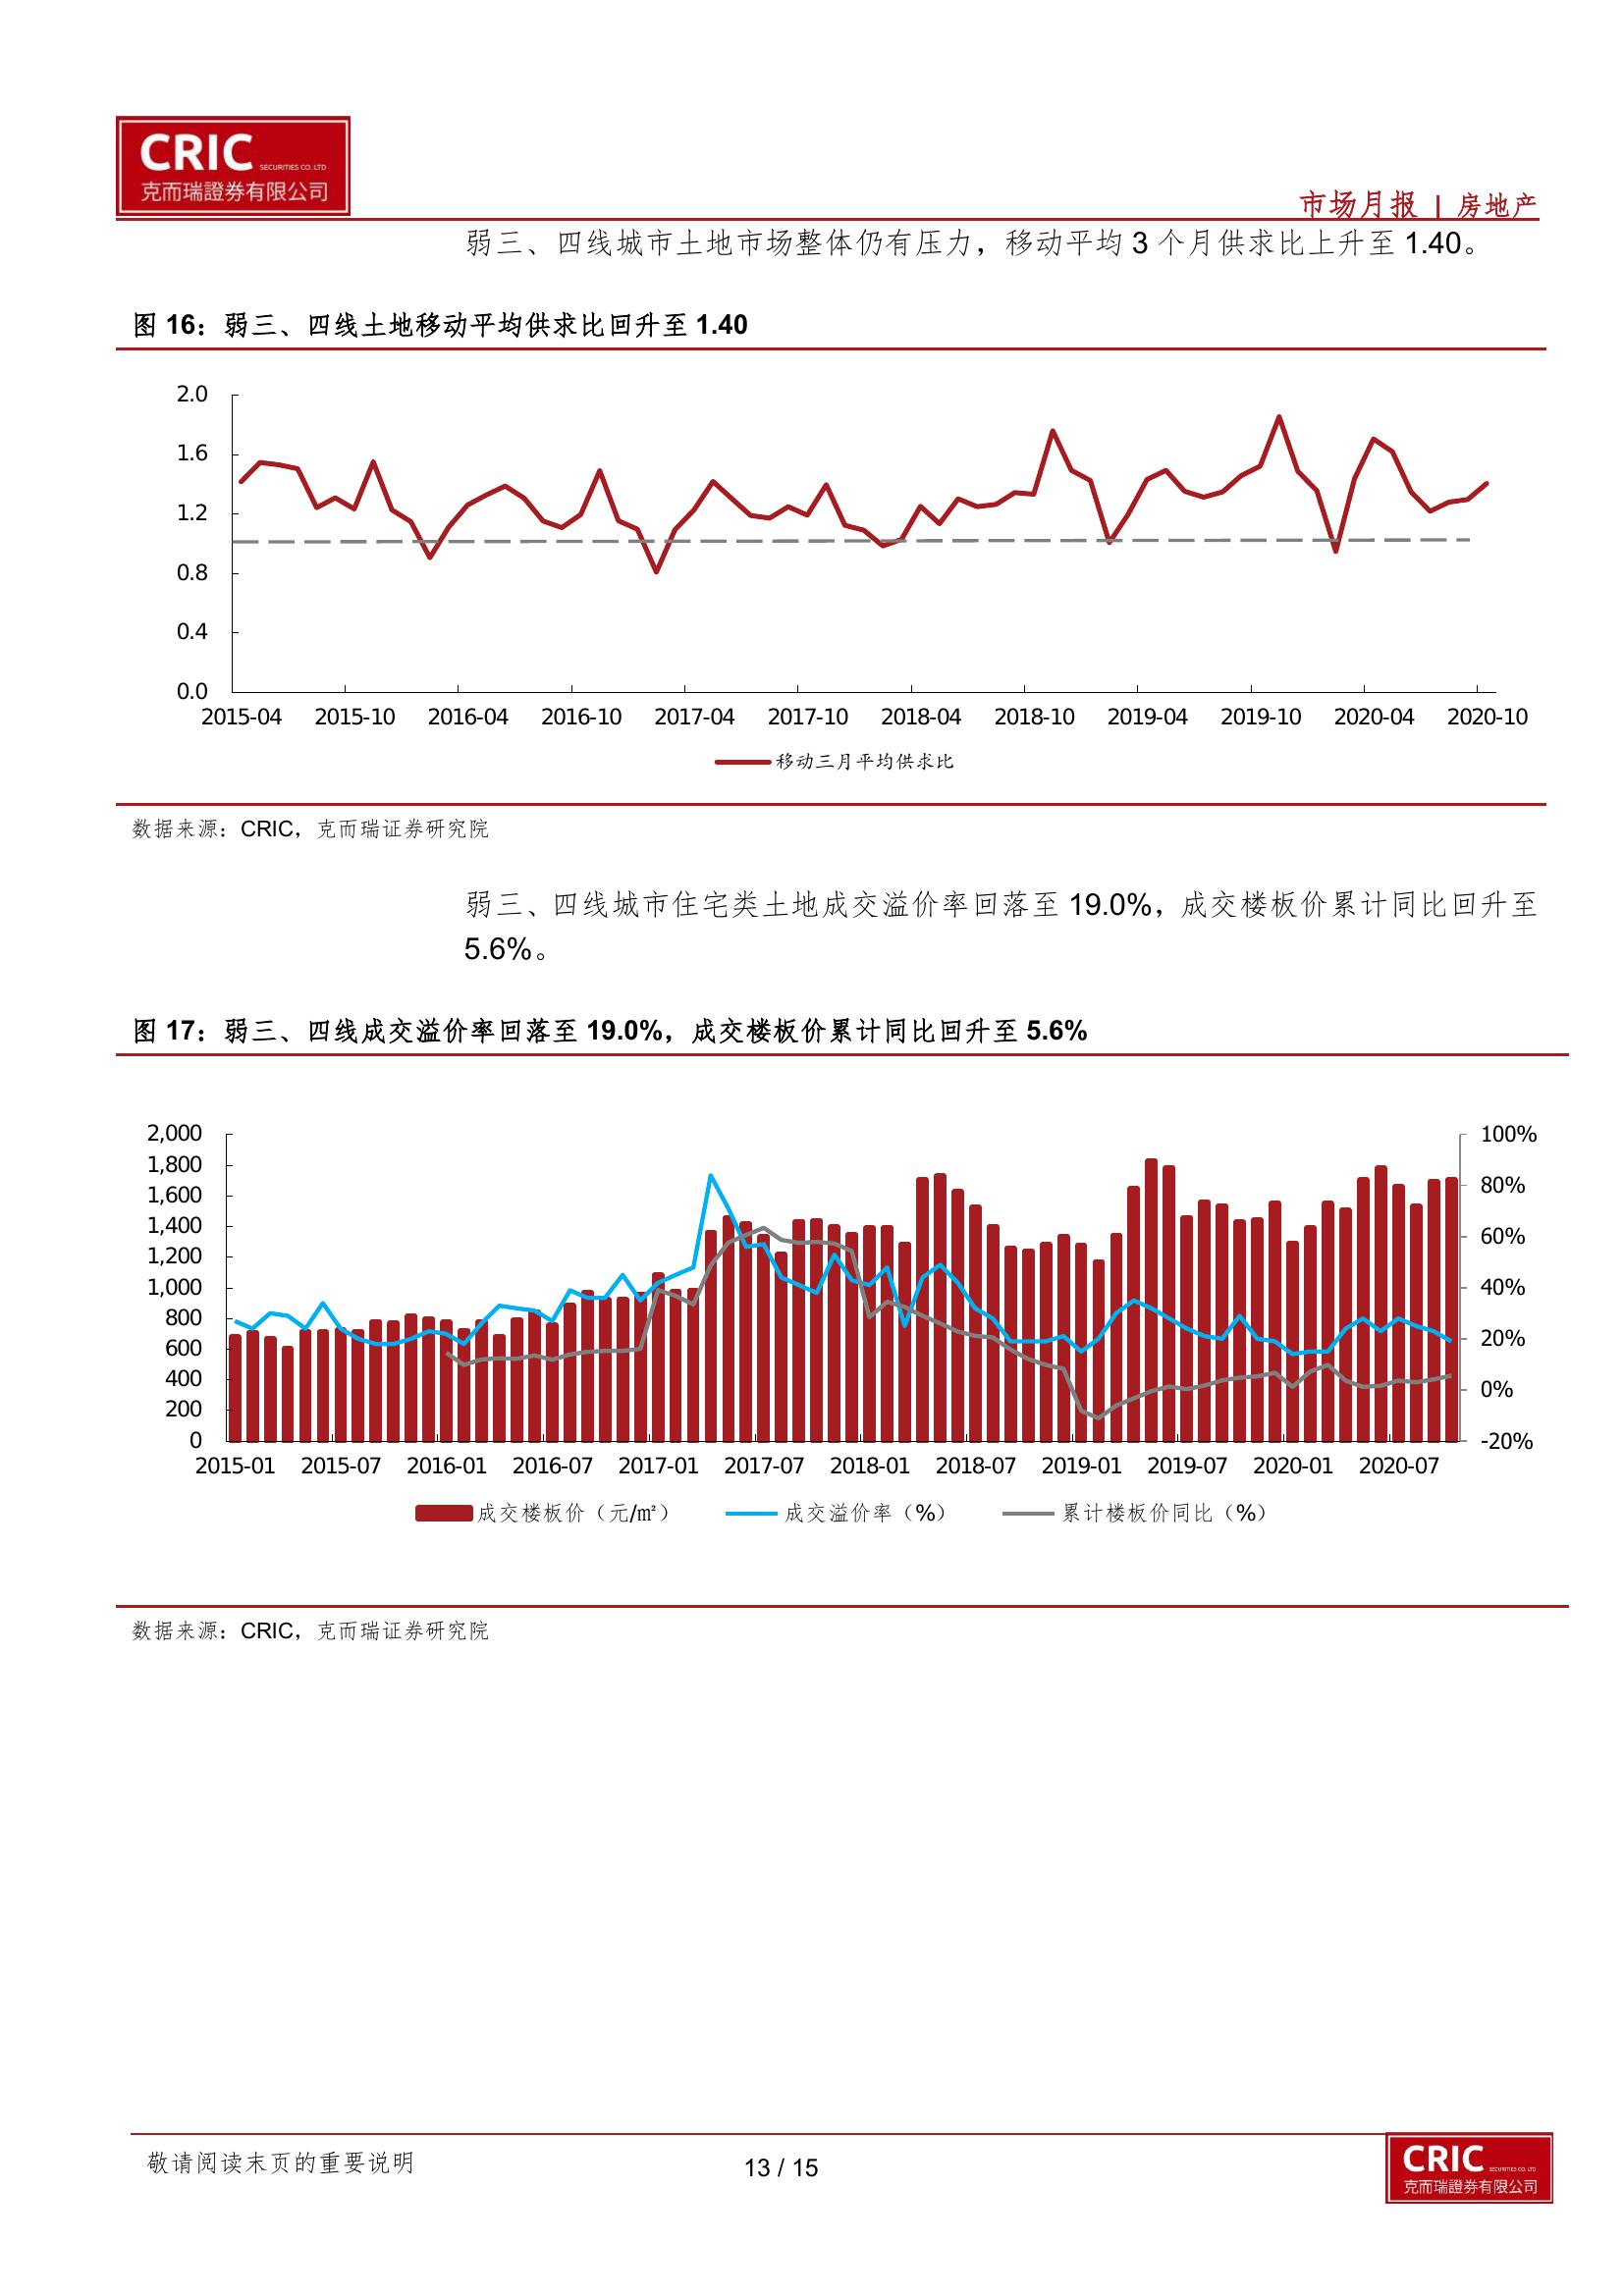 CRIC SECURITIES CO. LTD
克而瑞證券有限公司
市场月报 | 房地产
弱三、四线城市土地市场整体仍有压力，移动平均 3 个月供求比上升至 1.40。
图 16：弱三、四线土地移动平均供求比回升至 1.40
2.0
1.6
1.2
0.8
0.4
0.0
2015-04 2015-10 2016-04 2016-10 2017-04 2017-10 2018-04 2018-10 2019-04 2019-10 2020-04 2020-10
移动三月平均供求比
数据来源：CRIC，克而瑞证券研究院
弱三、四线城市住宅类土地成交溢价率回落至 19.0%，成交楼板价累计同比回升至
5.6%。
图 17：弱三、四线成交溢价率回落至 19.0%，成交楼板价累计同比回升至 5.6%
2,000 100%
1,800
1,600 80%
1,400
1,200 60%
1,000 40%
800
600 20%
400 0%
200
0 -20%
2015-01 2015-07 2016-01 2016-07 2017-01 2017-07 2018-01 2018-07 2019-01 2019-07 2020-01 2020-07
成交楼板价（元/㎡） 成交溢价率（%） 累计楼板价同比（%）
数据来源：CRIC，克而瑞证券研究院
敬请阅读末页的重要说明
13 / 15
CRIC SECURITIES CO. LTD
克而瑞證券有限公司